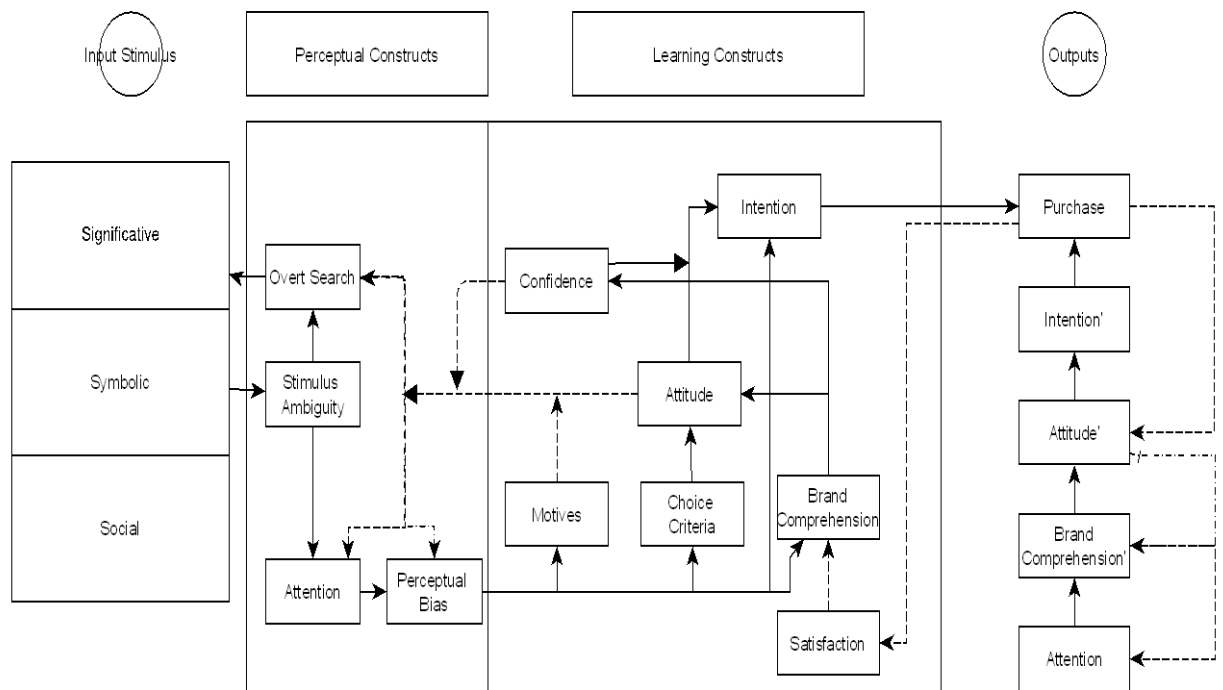 Input Stimulus
Perceptual Constructs
Learning Constructs
Outputs
Significative
Symbolic
Social
Overt Search
Stimulus
Ambiguity
Attention
Perceptual
Bias
Confidence
Intention
Attitude
Motives
Choice
Criteria
Brand
Comprehension
Satisfaction
Purchase
Intention'
Attitude'
Brand
Comprehension'
Attention